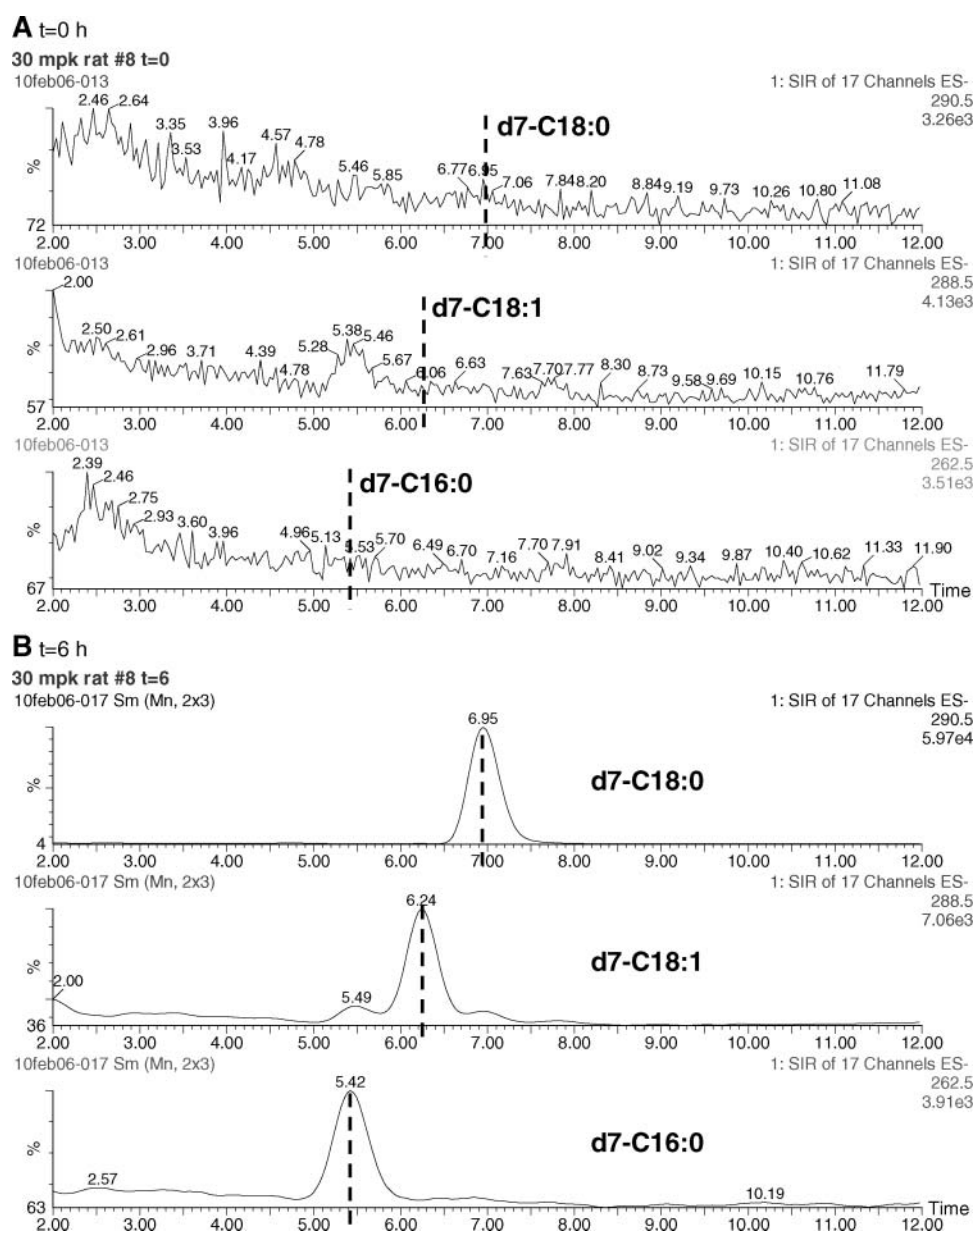 A t=0 h
30 mpk rat #8 t=0
10feb06-013 1: SIR of 17 Channels ES-
290.5
3.26e3
2.46 2.64 3.35 3.53 3.96 4.17 4.57 4.78 5.46 5.85 6.77 6.95 7.06 7.84 8.20 8.84 9.19 9.73 10.26 10.80 11.08
d7-C18:0
%
72
2.00 3.00 4.00 5.00 6.00 7.00 8.00 9.00 10.00 11.00 12.00
10feb06-013 1: SIR of 17 Channels ES-
288.5
4.13e3
2.00 2.50 2.61 2.96 3.71 4.39 4.78 5.28 5.38 5.46 5.67 6.06 6.63 7.63 7.70 7.77 8.30 8.73 9.58 9.69 10.15 10.76 11.79
d7-C18:1
%
57
2.00 3.00 4.00 5.00 6.00 7.00 8.00 9.00 10.00 11.00 12.00
10feb06-013 1: SIR of 17 Channels ES-
262.5
3.51e3
2.39 2.46 2.75 2.93 3.60 3.96 4.96 5.13 5.53 5.70 6.49 6.70 7.16 7.70 7.91 8.41 9.02 9.34 9.87 10.40 10.62 11.33 11.90
d7-C16:0
%
67
Time
2.00 3.00 4.00 5.00 6.00 7.00 8.00 9.00 10.00 11.00 12.00
B t=6 h
30 mpk rat #8 t=6
10feb06-017 Sm (Mn, 2x3) 1: SIR of 17 Channels ES-
290.5
5.97e4
6.95
d7-C18:0
%
4
2.00 3.00 4.00 5.00 6.00 7.00 8.00 9.00 10.00 11.00 12.00
10feb06-017 Sm (Mn, 2x3) 1: SIR of 17 Channels ES-
288.5
7.06e3
6.24
d7-C18:1
%
2.00 5.49
36
2.00 3.00 4.00 5.00 6.00 7.00 8.00 9.00 10.00 11.00 12.00
10feb06-017 Sm (Mn, 2x3) 1: SIR of 17 Channels ES-
262.5
3.91e3
5.42
d7-C16:0
%
2.57 10.19
63 Time
2.00 3.00 4.00 5.00 6.00 7.00 8.00 9.00 10.00 11.00 12.00